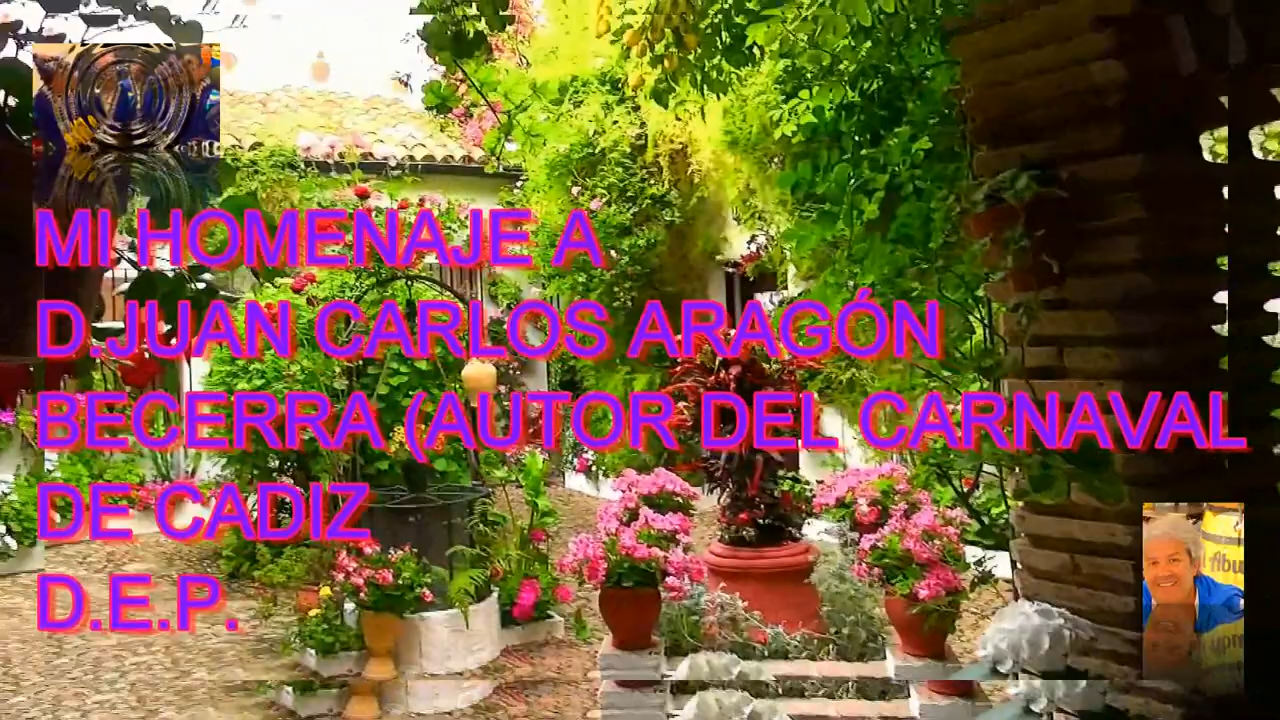 MI HOMENAJE A
D.JUAN CARLOS ARAGÓN
BECERRA (AUTOR DEL CARNAVAL
DE CADIZ
D.E.P.